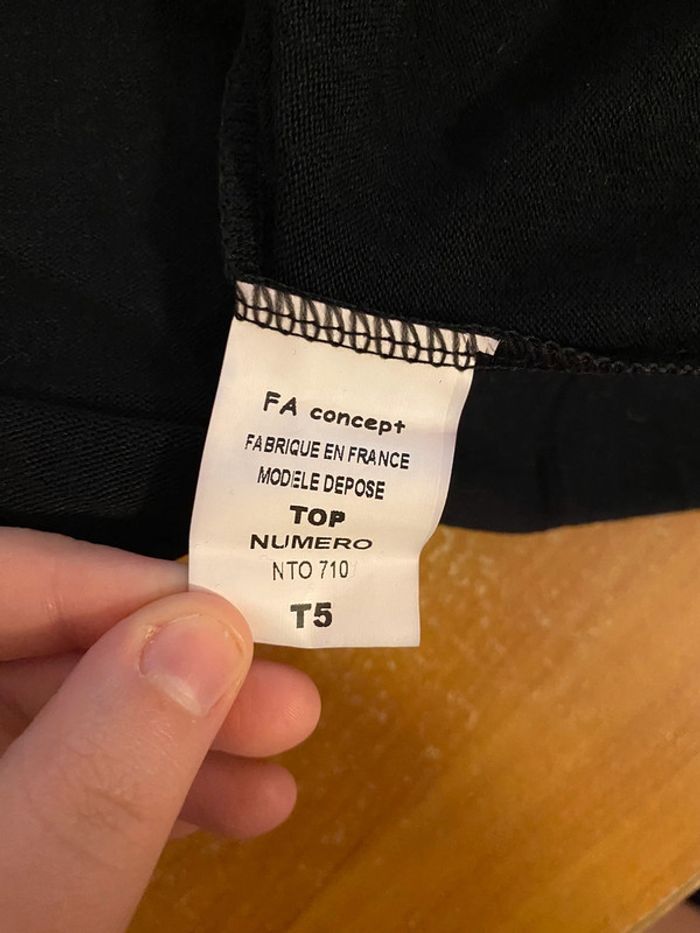 FA concept
FABRIQUE EN FRANCE
MODELE DEPOSE
TOP
NUMERO
NTO 710
T5